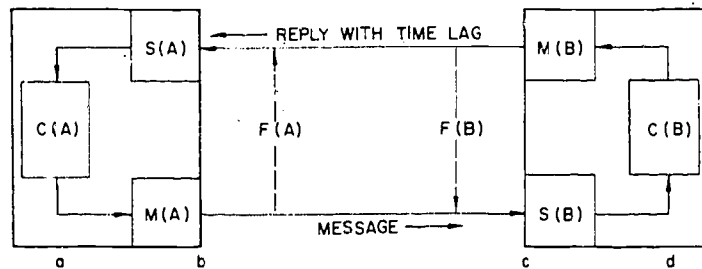 REPLY WITH TIME LAG
S(A)
M(B)
C(A)
F(A)
F(B)
C(B)
M(A)
S(B)
MESSAGE
a
b
c
d